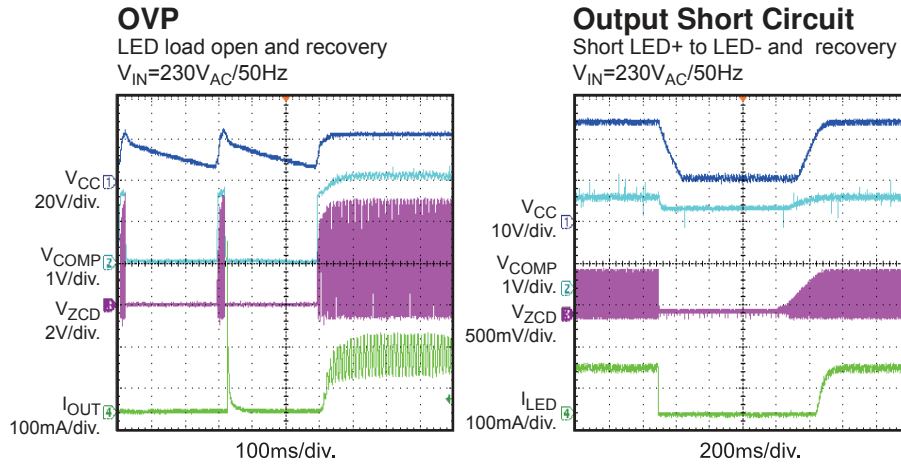 OVP
LED load open and recovery
VIN=230VAC/50Hz
VCC 1
20V/div.
VCOMP 2
1V/div.
3
VZCD
2V/div.
IOUT 4
100mA/div.
100ms/div.
Output Short Circuit
Short LED+ to LED- and recovery
VIN=230VAC/50Hz
VCC 1
10V/div.
VCOMP
1V/div. 2
VZCD 3
500mV/div.
ILED 4
100mA/div.
200ms/div.